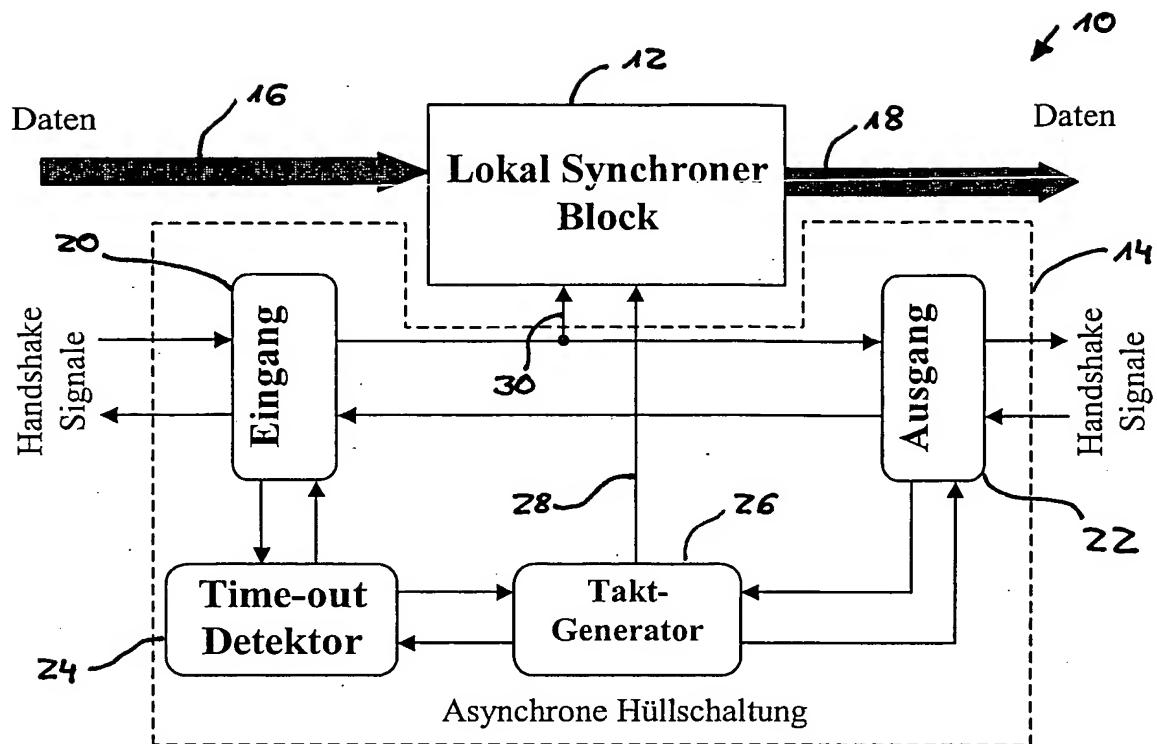 10
12
16
Daten
18
Daten
Lokal Synchroner
Block
20
14
Handshake
Signale
Eingang
30
Ausgang
Handshake
Signale
28
26
22
Time-out
Detektor
Takt-
Generator
24
Asynchrone Hüllschaltung